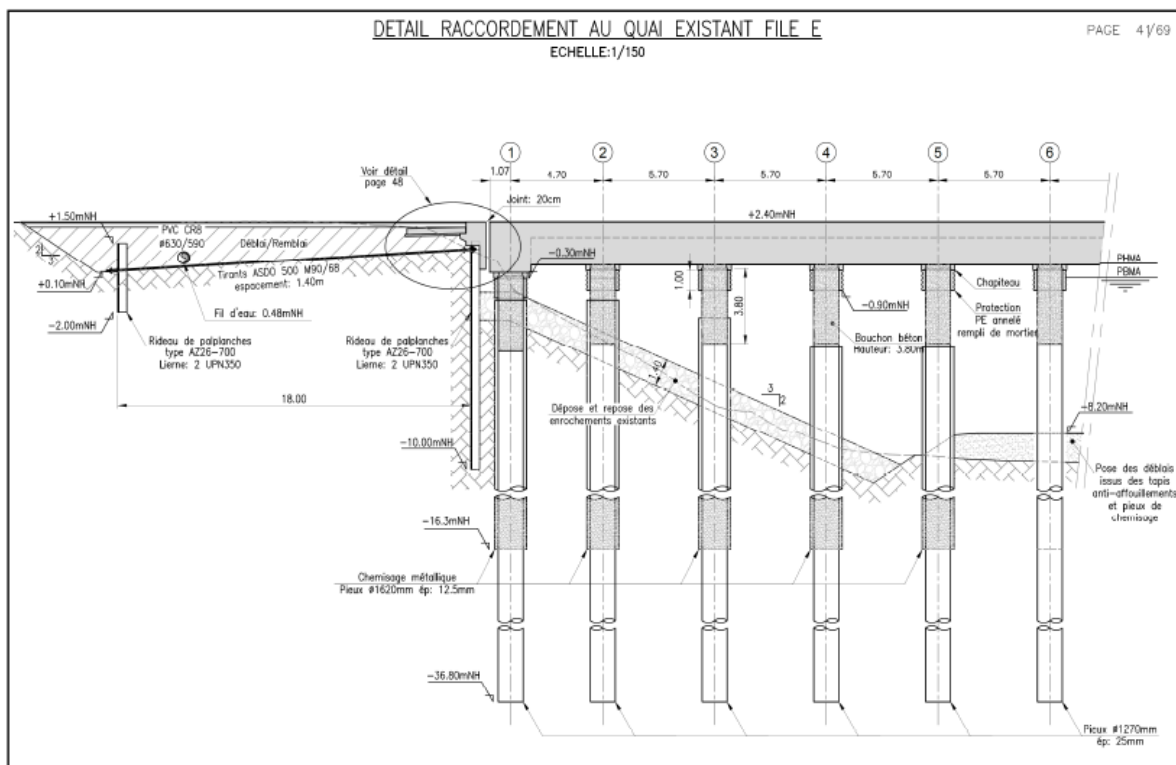 DETAIL RACCORDEMENT AU QUAI EXISTANT FILE E
ECHELLE:1/150
PAGE 41/69
1
2
3
4
5
6
1.07
4.70
5.70
5.70
5.70
5.70
Voir détail
page 48
Joint: 20cm
+1.50mNH
PVC CR8
ø630/590
Déblai/Remblai
+2.40mNH
2
3
Tirants ASDO 500 M90/68
espacement: 1.40m
+0.10mNH
Fil d'eau: 0.48mNH
-2.00mNH
-0.30mNH
PHMA
PBMA
1.00
3.80
Chapiteau
-0.90mNH
Protection
PE annelé
rempli de mortier
Bouchon béton
Hauteur: 3.80m
Rideau de palplanches
type AZ26-700
Lierne: 2 UPN350
Rideau de palplanches
type AZ26-700
Lierne: 2 UPN350
1.40
3
2
18.00
Dépose et repose des
enrochements existants
-8.20mNH
-10.00mNH
Pose des déblais
issus des tapis
anti-affouillements
et pieux de
chemisage
-16.3mNH
Chemisage métallique
Pieux ø1620mm ép: 12.5mm
-36.80mNH
Pieux ø1270mm
ép: 25mm